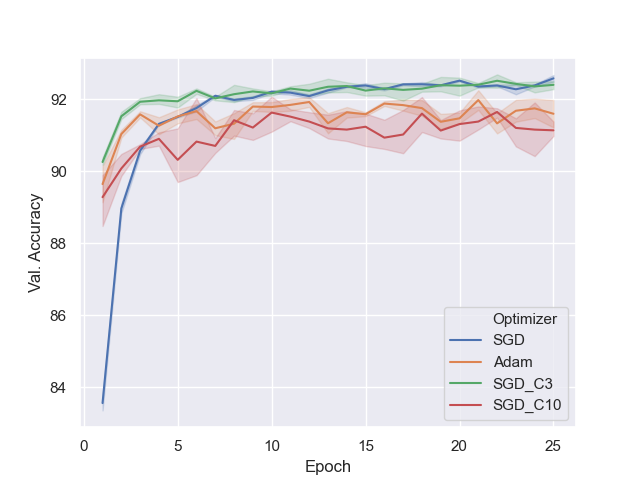 92
90
88
86
84
Val. Accuracy
0 5 10 15 20 25
Epoch
Optimizer
SGD
Adam
SGD_C3
SGD_C10